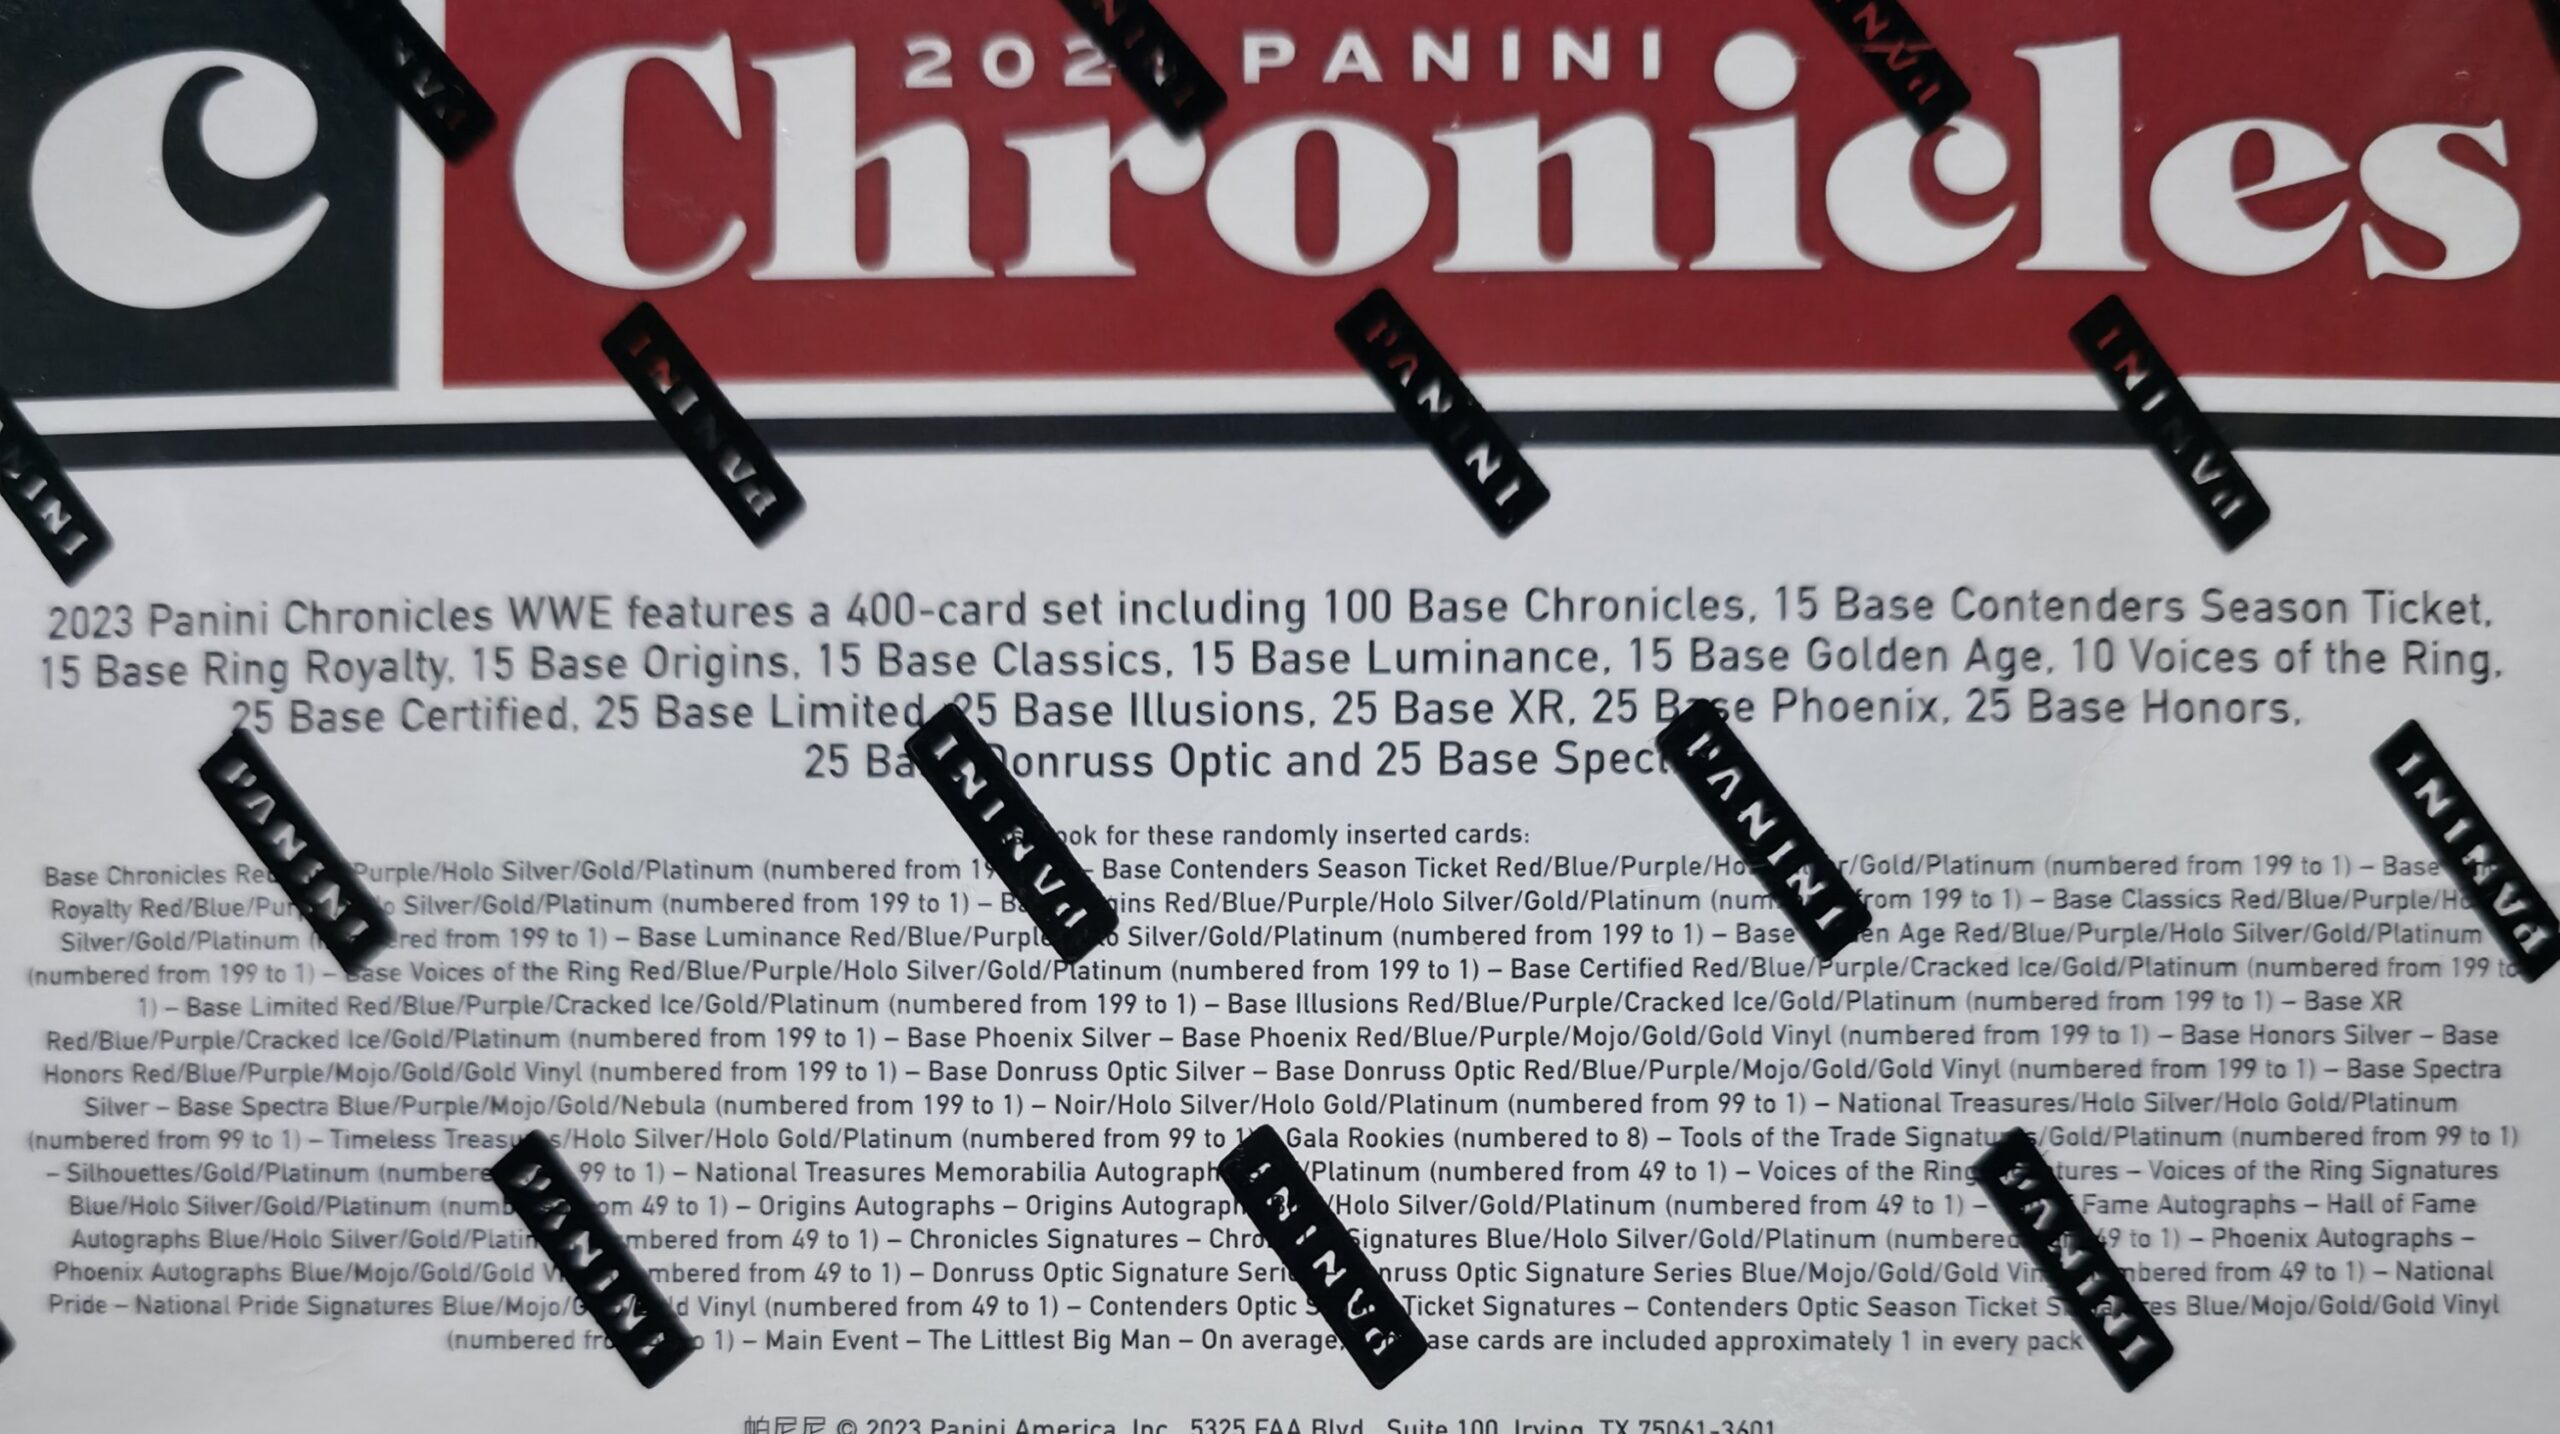 c Chronicles
PANINI
2023 Panini Chronicles WWE features a 400-card set including 100 Base Chronicles, 15 Base Contenders Season Ticket,
15 Base Ring Royalty, 15 Base Origins, 15 Base Classics, 15 Base Luminance, 15 Base Golden Age, 10 Voices of the Ring,
25 Base Certified, 25 Base Limited, 25 Base Illusions, 25 Base XR, 25 Base Phoenix, 25 Base Honors,
25 Donruss Optic and 25 Base
for these randomly inserted cards:
Base Chronicles Purple/Holo Silver/Gold/Platinum (numbered from – Base Contenders Season Ticket Red/Blue/Purple/ /Gold/Platinum (numbered from 199 to 1) – Base
Royalty Red/Blue/ Silver/Gold/Platinum (numbered from 199 to 1) – Red/Blue/Purple/Holo Silver/Gold/Platinum from 199 to 1) – Base Classics Red/Blue/Purple/
Silver/Gold/Platinum from 199 to 1) – Base Luminance Red/Blue/Purple Silver/Gold/Platinum (numbered from 199 to 1) – Base Age Red/Blue/Purple/Holo Silver/Gold/Platinum
(numbered from 199 to 1) – Base Voices of the Ring Red/Blue/Purple/Holo Silver/Gold/Platinum (numbered from 199 to 1) – Base Certified Red/Blue/Purple/Cracked Ice/Gold/Platinum (numbered from 199 to
1) – Base Limited Red/Blue/Purple/Cracked Ice/Gold/Platinum (numbered from 199 to 1) – Base Illusions Red/Blue/Purple/Cracked Ice/Gold/Platinum (numbered from 199 to 1) – Base XR
Red/Blue/Purple/Cracked Ice/Gold/Platinum (numbered from 199 to 1) – Base Phoenix Silver – Base Phoenix Red/Blue/Purple/Mojo/Gold/Gold Vinyl (numbered from 199 to 1) – Base Honors Silver – Base
Honors Red/Blue/Purple/Mojo/Gold/Gold Vinyl (numbered from 199 to 1) – Base Donruss Optic Silver – Base Donruss Optic Red/Blue/Purple/Mojo/Gold/Gold Vinyl (numbered from 199 to 1) – Base Spectra
Silver – Base Spectra Blue/Purple/Mojo/Gold/Nebula (numbered from 199 to 1) – Noir/Holo Silver/Holo Gold/Platinum (numbered from 99 to 1) – National Treasures/Holo Silver/Holo Gold/Platinum
(numbered from 99 to 1) – Timeless Treasures/Holo Silver/Holo Gold/Platinum (numbered from 99 to 1) Gala Rookies (numbered to 8) – Tools of the Trade Signatures/Gold/Platinum (numbered from 99 to 1)
– Silhouettes/Gold/Platinum (numbered 99 to 1) – National Treasures Memorabilia Autograph /Platinum (numbered from 49 to 1) – Voices of the Ring Signatures – Voices of the Ring Signatures
Blue/Holo Silver/Gold/Platinum from 49 to 1) – Origins Autographs – Origins Autographs /Holo Silver/Gold/Platinum (numbered from 49 to 1) – Fame Autographs – Hall of Fame
Autographs Blue/Holo Silver/Gold/Platinum (numbered from 49 to 1) – Chronicles Signatures – Chronicles Signatures Blue/Holo Silver/Gold/Platinum (numbered 49 to 1) – Phoenix Autographs –
Phoenix Autographs Blue/Mojo/Gold/Gold (numbered from 49 to 1) – Donruss Optic Signature Series Donruss Optic Signature Series Blue/Mojo/Gold/Gold Vinyl (numbered from 49 to 1) – National
Pride – National Pride Signatures Blue/Mojo/ Vinyl (numbered from 49 to 1) – Contenders Optic Ticket Signatures – Contenders Optic Season Ticket Signatures Blue/Mojo/Gold/Gold Vinyl
(numbered to 1) – Main Event – The Littlest Big Man – On average, cards are included approximately 1 in every pack
帕尼尼 © 2023 Panini America, Inc. 5325 FAA Blvd., Suite 100, Irving, TX 75061-3601
PANINI
PANINI
PANINI
PANINI
PANINI
PANINI
PANINI
PANINI
PANINI
PANINI